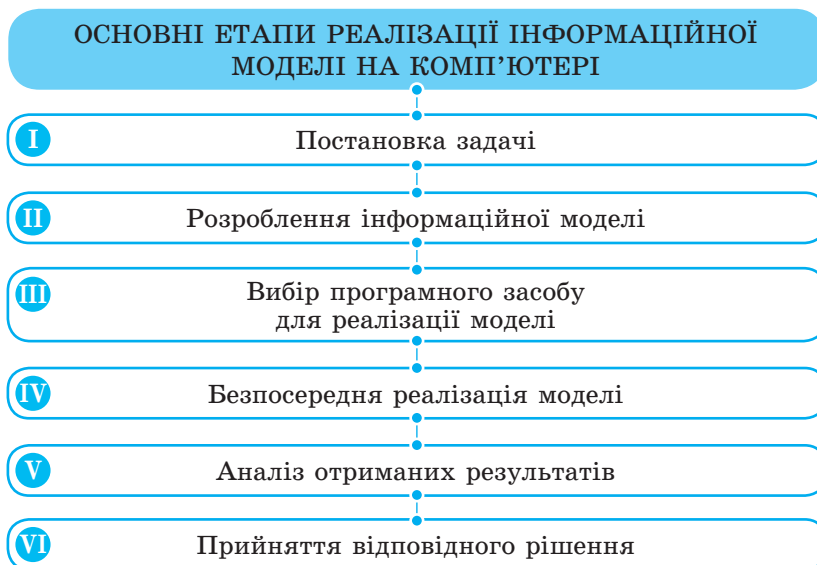 ОСНОВНІ ЕТАПИ РЕАЛІЗАЦІЇ ІНФОРМАЦІЙНОЇ
МОДЕЛІ НА КОМП’ЮТЕРІ
I Постановка задачі
II Розроблення інформаційної моделі
III Вибір програмного засобу
для реалізації моделі
IV Безпосередня реалізація моделі
V Аналіз отриманих результатів
VI Прийняття відповідного рішення